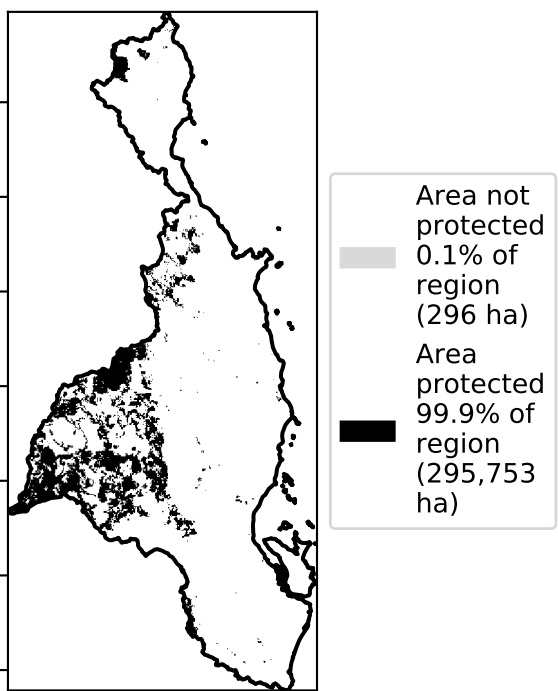 Area not
protected
0.1% of
region
(296 ha)
Area
protected
99.9% of
region
(295,753
ha)